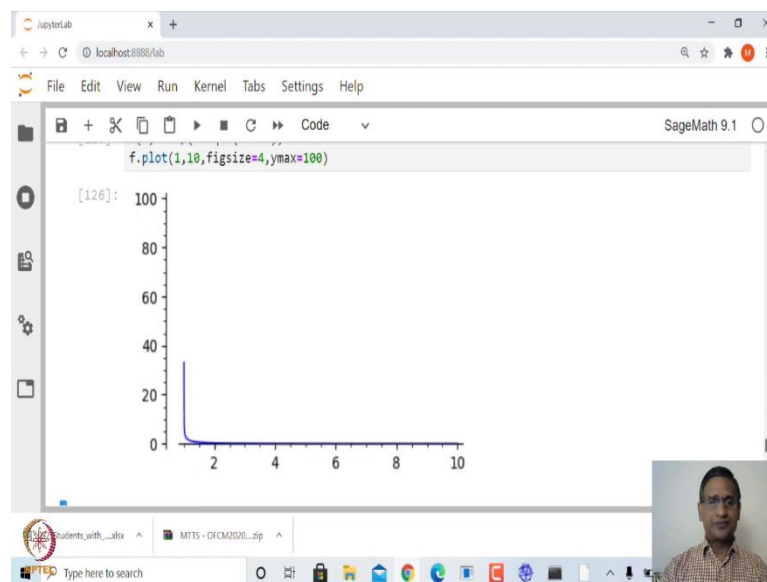 JupyterLab
localhost:8888/lab
File Edit View Run Kernel Tabs Settings Help
Code
SageMath 9.1
f.plot(1,10,figsize=4,ymax=100)
[126]:
100
80
60
40
20
0
2 4 6 8 10
MTTS - OFCM2020...zip
Type here to search